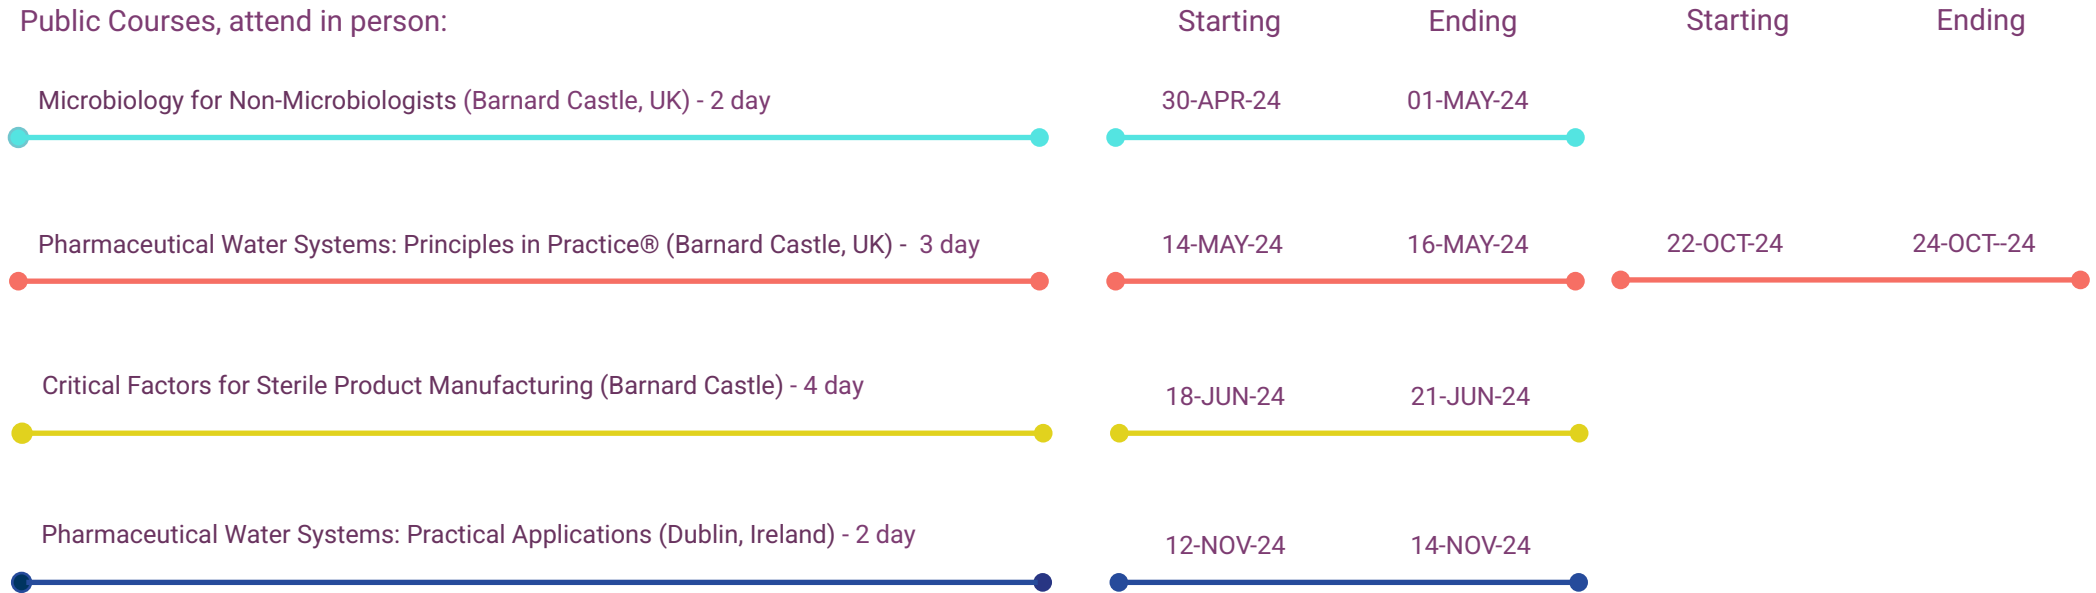 Public Courses, attend in person: Starting Ending Starting Ending
Microbiology for Non-Microbiologists (Barnard Castle, UK) - 2 day 30-APR-24 01-MAY-24
Pharmaceutical Water Systems: Principles in Practice® (Barnard Castle, UK) - 3 day 14-MAY-24 16-MAY-24 22-OCT-24 24-OCT--24
Critical Factors for Sterile Product Manufacturing (Barnard Castle) - 4 day 18-JUN-24 21-JUN-24
Pharmaceutical Water Systems: Practical Applications (Dublin, Ireland) - 2 day 12-NOV-24 14-NOV-24